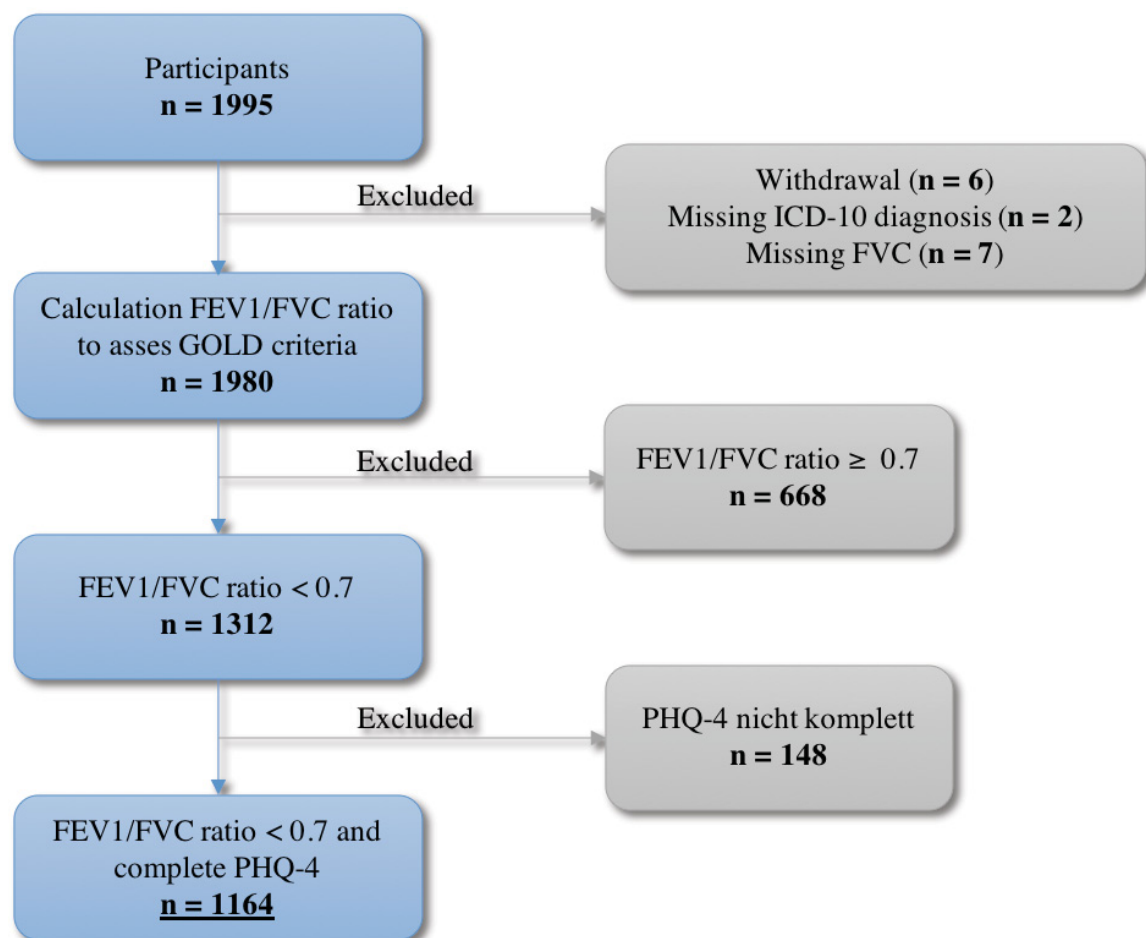 Participants
n = 1995
Excluded
Withdrawal (n = 6)
Missing ICD-10 diagnosis (n = 2)
Missing FVC (n = 7)
Calculation FEV1/FVC ratio
to asses GOLD criteria
n = 1980
Excluded
FEV1/FVC ratio ≥ 0.7
n = 668
FEV1/FVC ratio < 0.7
n = 1312
Excluded
PHQ-4 nicht komplett
n = 148
FEV1/FVC ratio < 0.7 and
complete PHQ-4
n = 1164